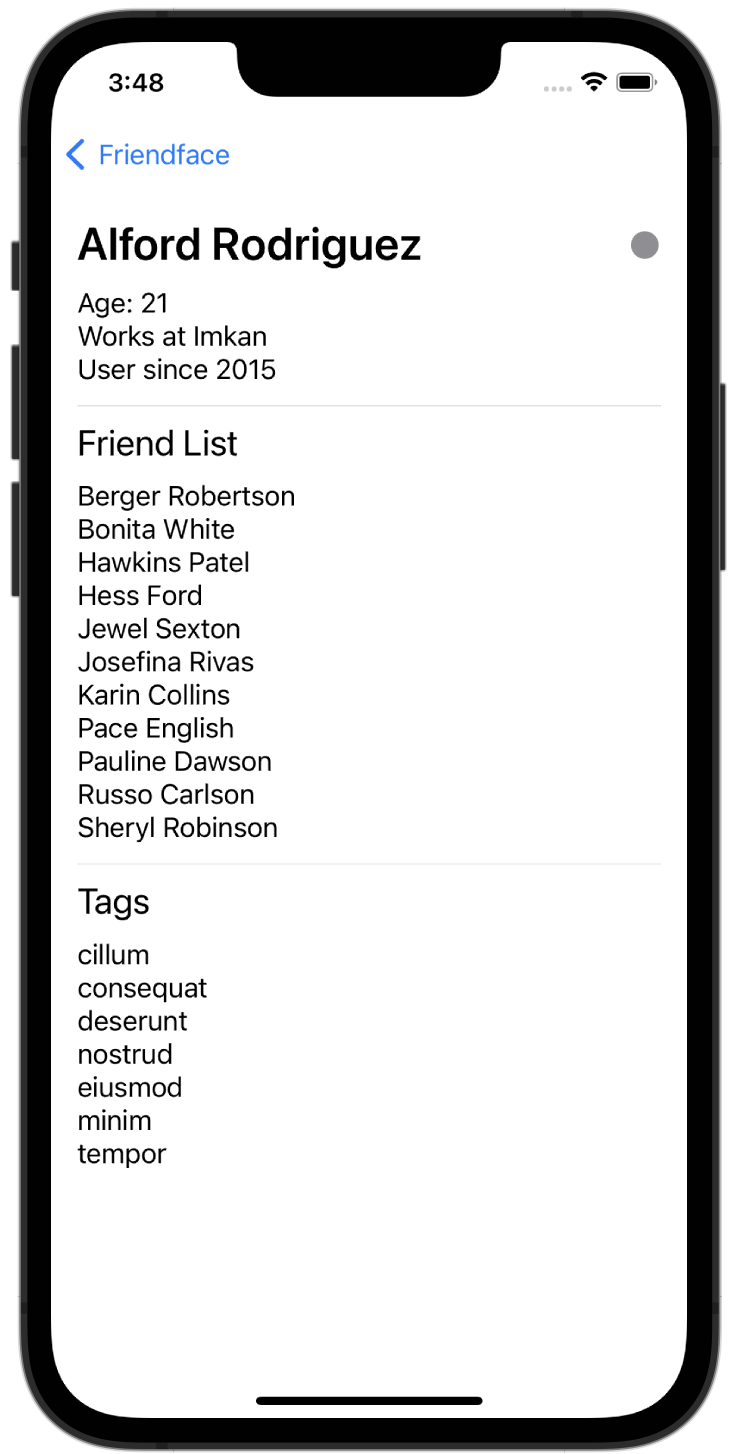 3:48
Friendface
Alford Rodriguez
Age: 21
Works at Imkan
User since 2015
Friend List
Berger Robertson
Bonita White
Hawkins Patel
Hess Ford
Jewel Sexton
Josefina Rivas
Karin Collins
Pace English
Pauline Dawson
Russo Carlson
Sheryl Robinson
Tags
cillum
consequat
deserunt
nostrud
eiusmod
minim
tempor